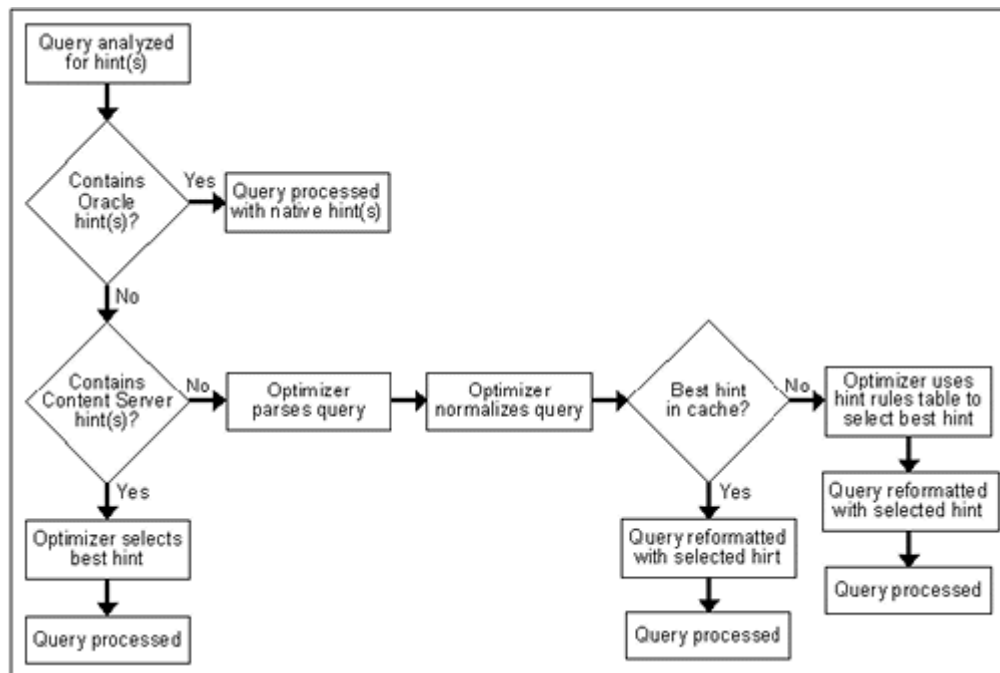 Query analyzed
for hint(s)
Contains
Oracle
hint(s)?
Yes
Query processed
with native hint(s)
No
Contains
Content Server
hint(s)?
No
Optimizer
parses query
Optimizer
normalizes query
Best hint
in cache?
No
Optimizer uses
hint rules table to
select best hint
Yes
Optimizer selects
best hint
Query processed
Yes
Query reformatted
with selected hirt
Query processed
Query reformatted
with selected hint
Query processed